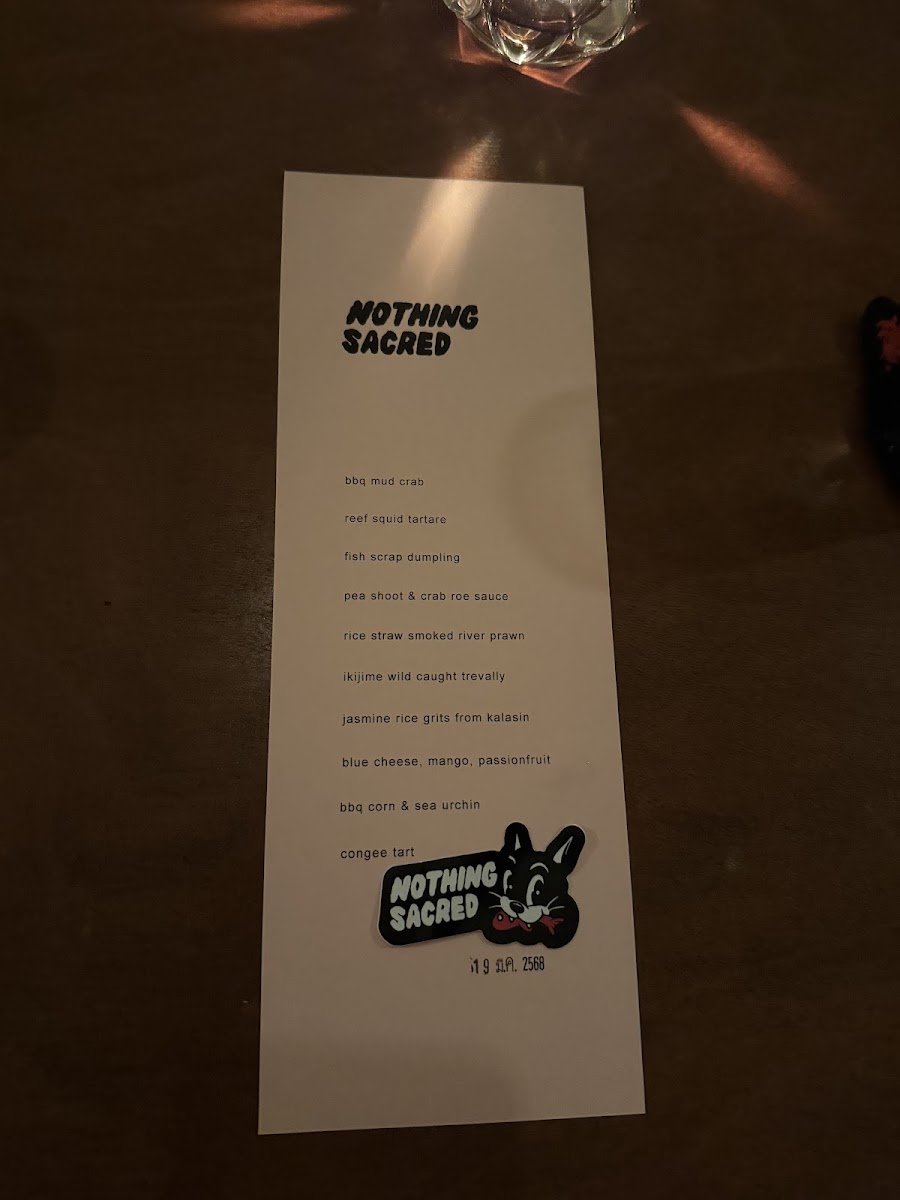 NOTHING
SACRED
bbq mud crab
reef squid tartare
fish scrap dumpling
pea shoot & crab roe sauce
rice straw smoked river prawn
ikijime wild caught trevally
jasmine rice grits from kalasin
blue cheese, mango, passionfruit
bbq corn & sea urchin
congee tart
NOTHING
SACRED
19 มี.ค. 2568